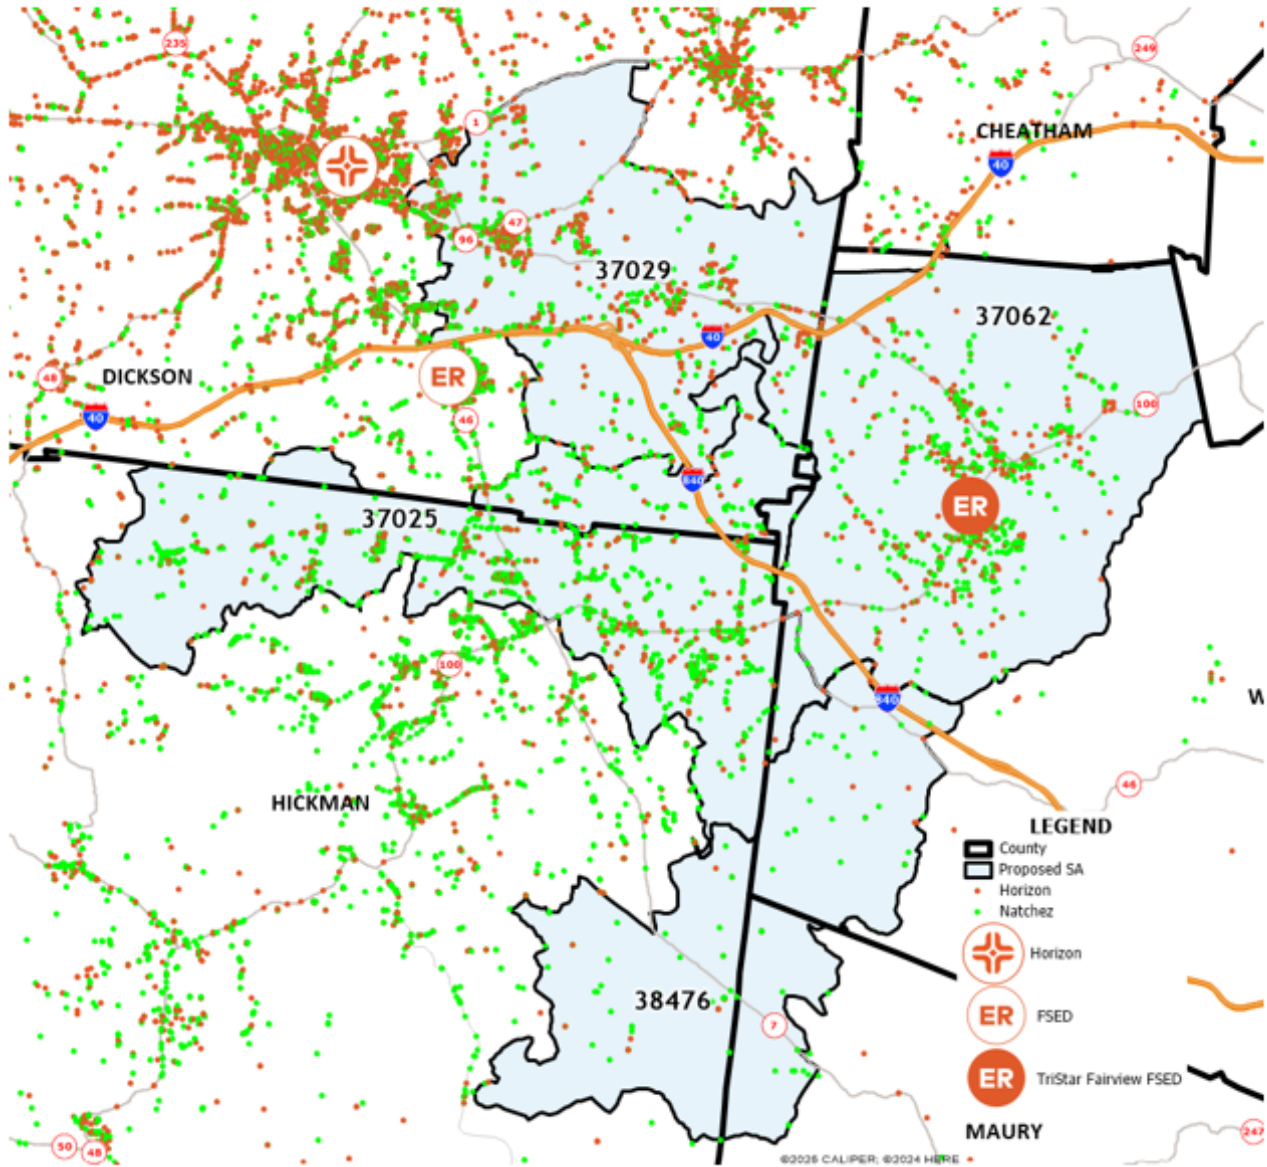 235
249
1
CHEATHAM
40
47
96
37029
37062
40
ER
48
DICKSON
40
46
100
840
ER
37025
100
840
W
46
HICKMAN
LEGEND
County
Proposed SA
Horizon
Natchez
Horizon
38476
7
ER FSED
ER TriStar Fairview FSED
MAURY
247
50
48
©2025 CALIPER; ©2024 HERE